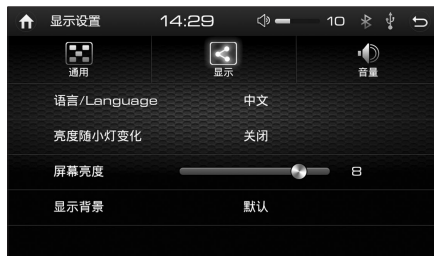 显示设置 14:29 10
通用 显示 音量
语言/Language 中文
亮度随小灯变化 关闭
屏幕亮度 8
显示背景 默认